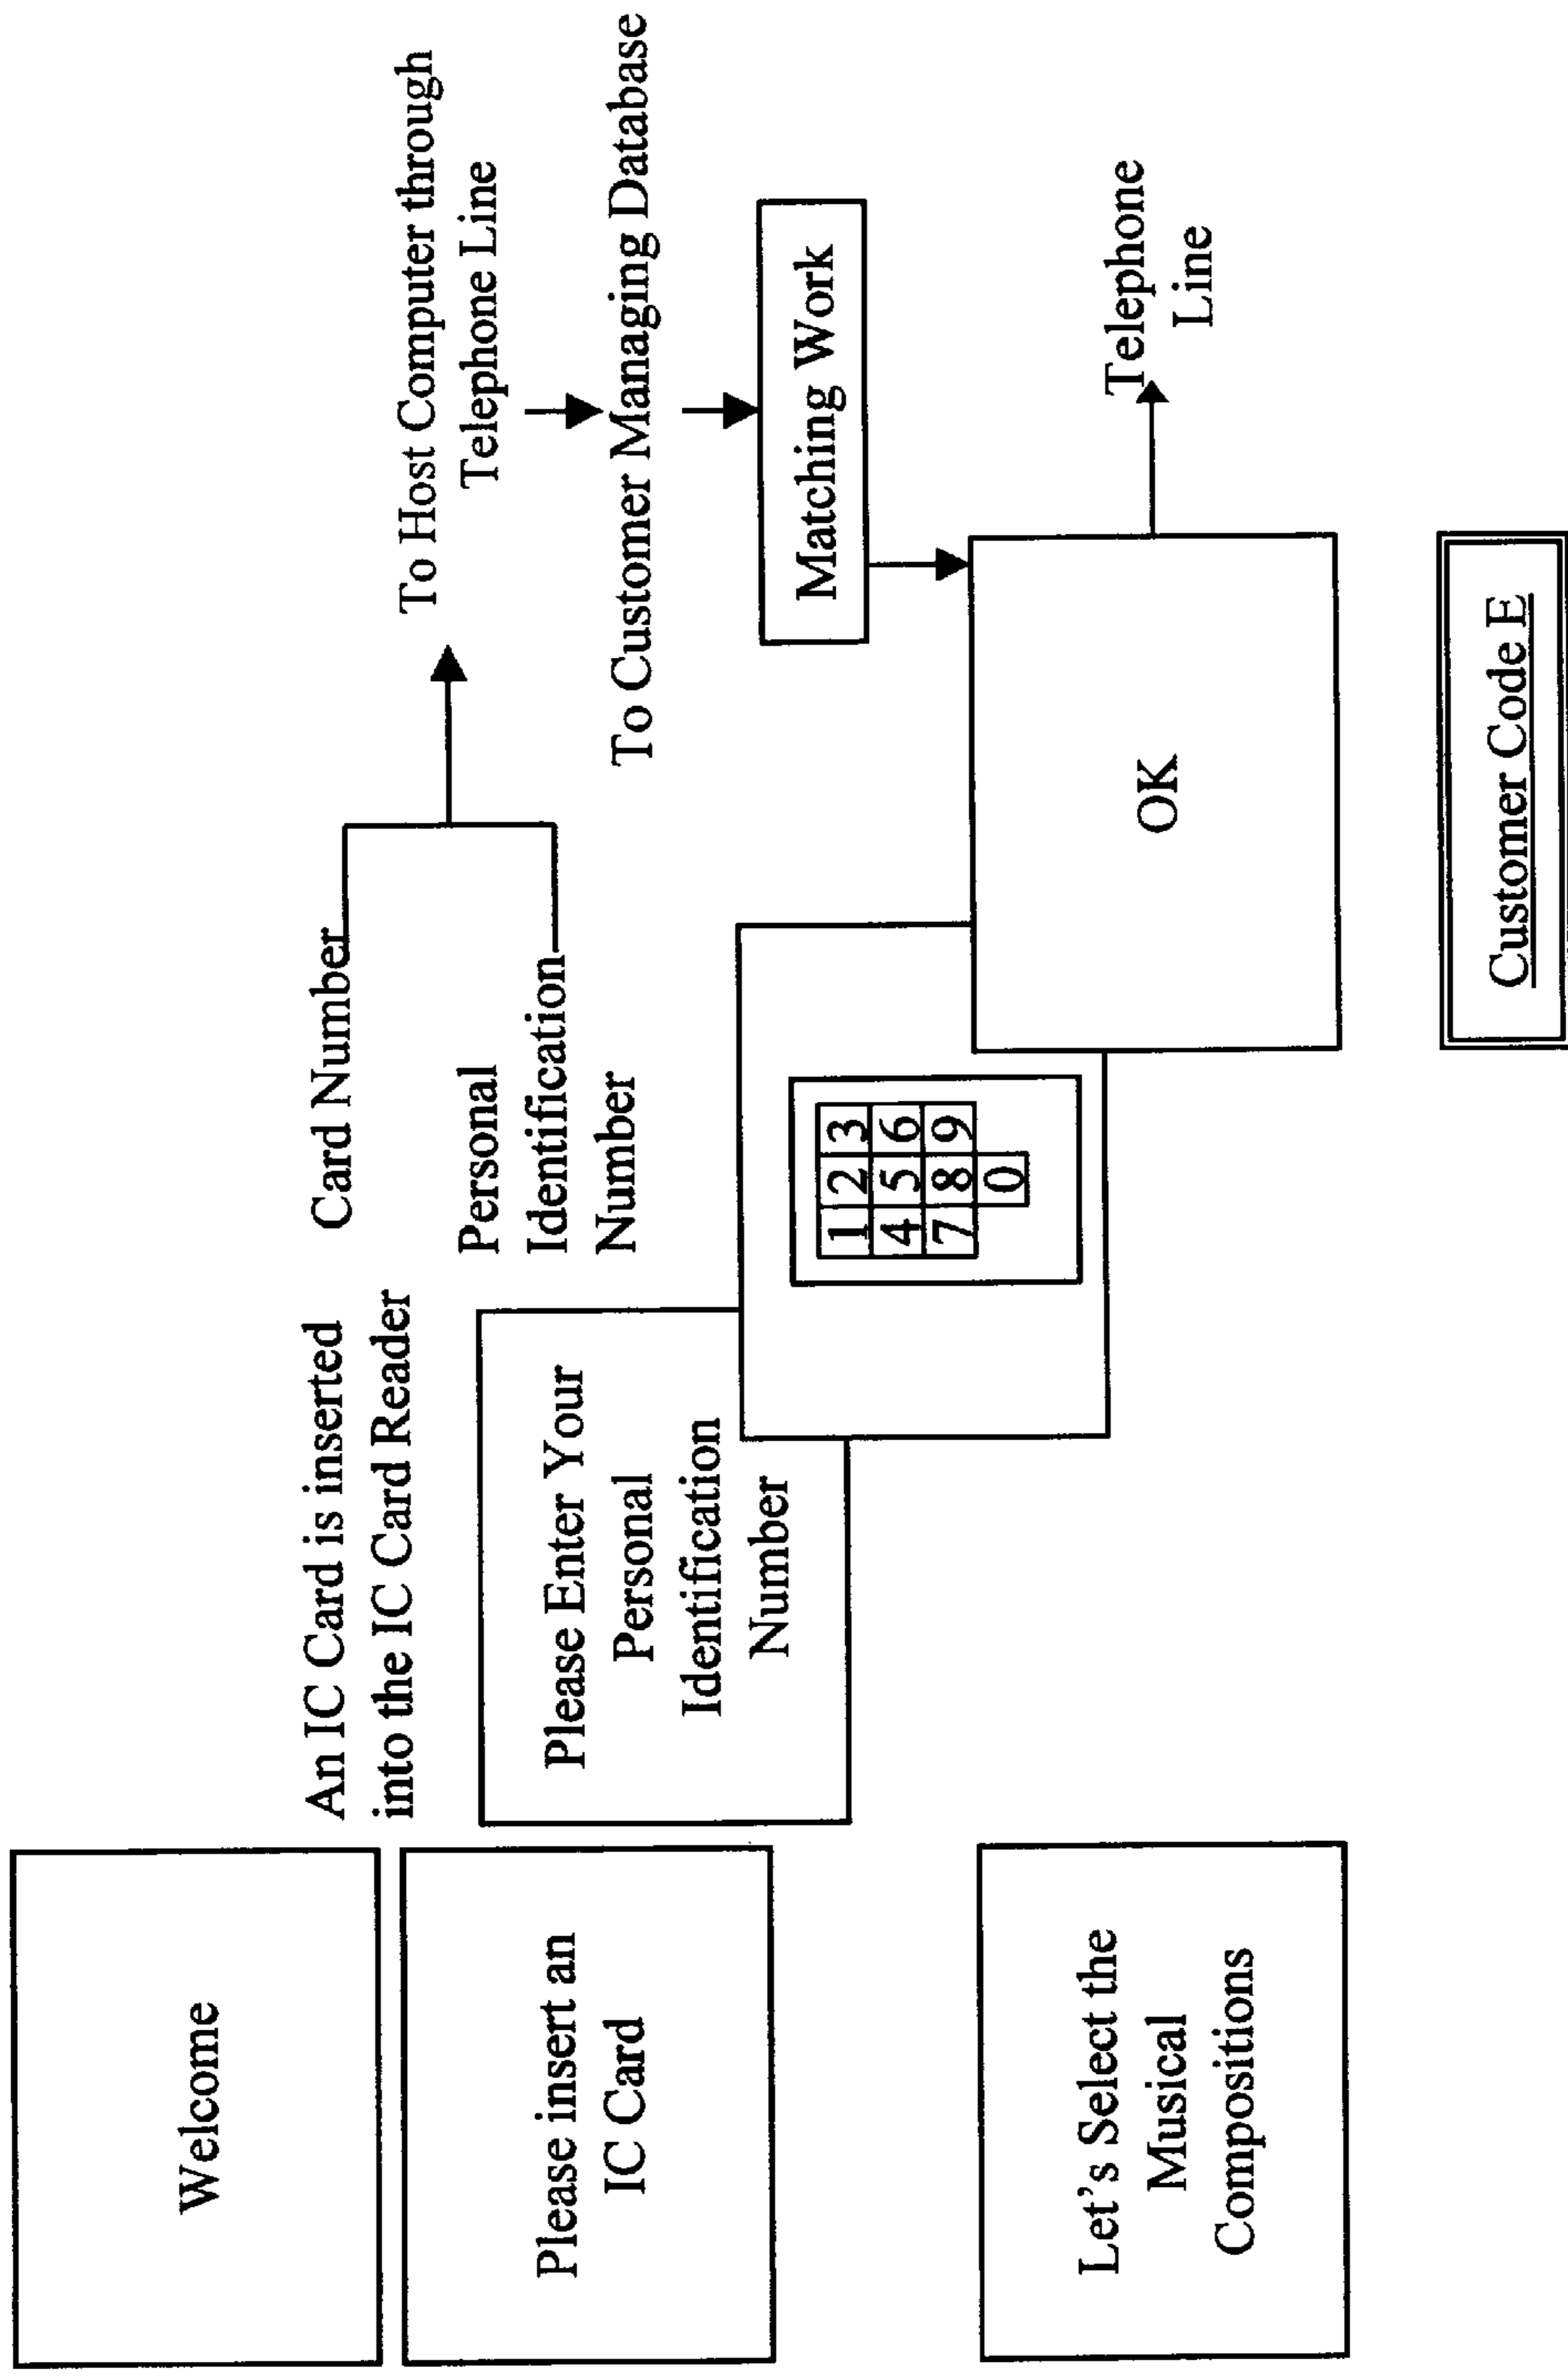 Welcome
Please insert an
IC Card
An IC Card is inserted
into the IC Card Reader
Please Enter Your
Personal
Identification
Number
1 2 3
4 5 6
7 8 9
0
Card Number
Personal
Identification
Number
To Host Computer through
Telephone Line
To Customer Managing Database
Matching Work
OK
Telephone
Line
Let's Select the
Musical
Compositions
Customer Code E